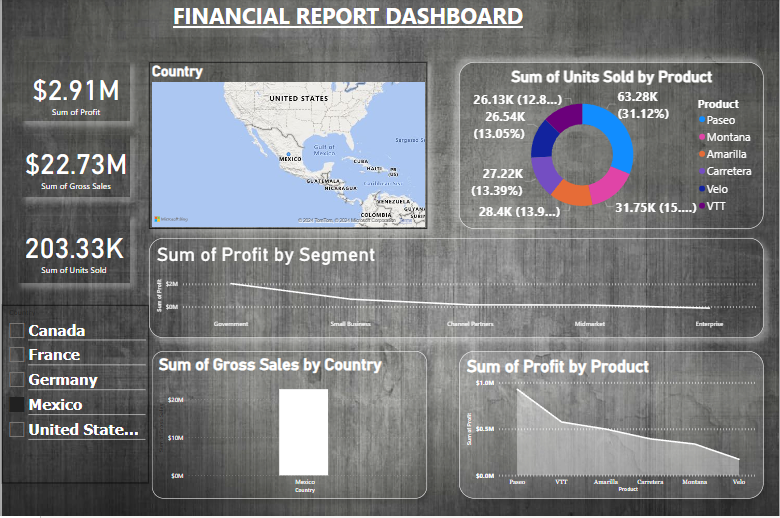 FINANCIAL REPORT DASHBOARD
$2.91M
Sum of Profit
$22.73M
Sum of Gross Sales
203.33K
Sum of Units Sold
Canada
France
Germany
Mexico
United State...
Country
UNITED STATES
Gulf of
Mexico
MEXICO
CUBA
HAITI
PR
(US)
GUATEMALA
NICARAGUA
Caribbean Sea
VENEZUELA
COLOMBIA
Microsoft Bing
© 2024 TomTom, © 2024 Microsoft Corporation
Sum of Units Sold by Product
26.13K (12.8...)
63.28K
(31.12%)
26.54K
(13.05%)
27.22K
(13.39%)
28.4K (13.9...)
31.75K (15....)
Product
Paseo
Montana
Amarilla
Carretera
Velo
VTT
Sum of Profit by Segment
Sum of Profit
$2M
$0M
Government
Small Business
Channel Partners
Midmarket
Enterprise
Sum of Gross Sales by Country
$20M
$10M
$0M
Mexico
Country
Sum of Profit by Product
Sum of Profit
$1.0M
$0.5M
$0.0M
Paseo
VTT
Amarilla
Carretera
Montana
Velo
Product